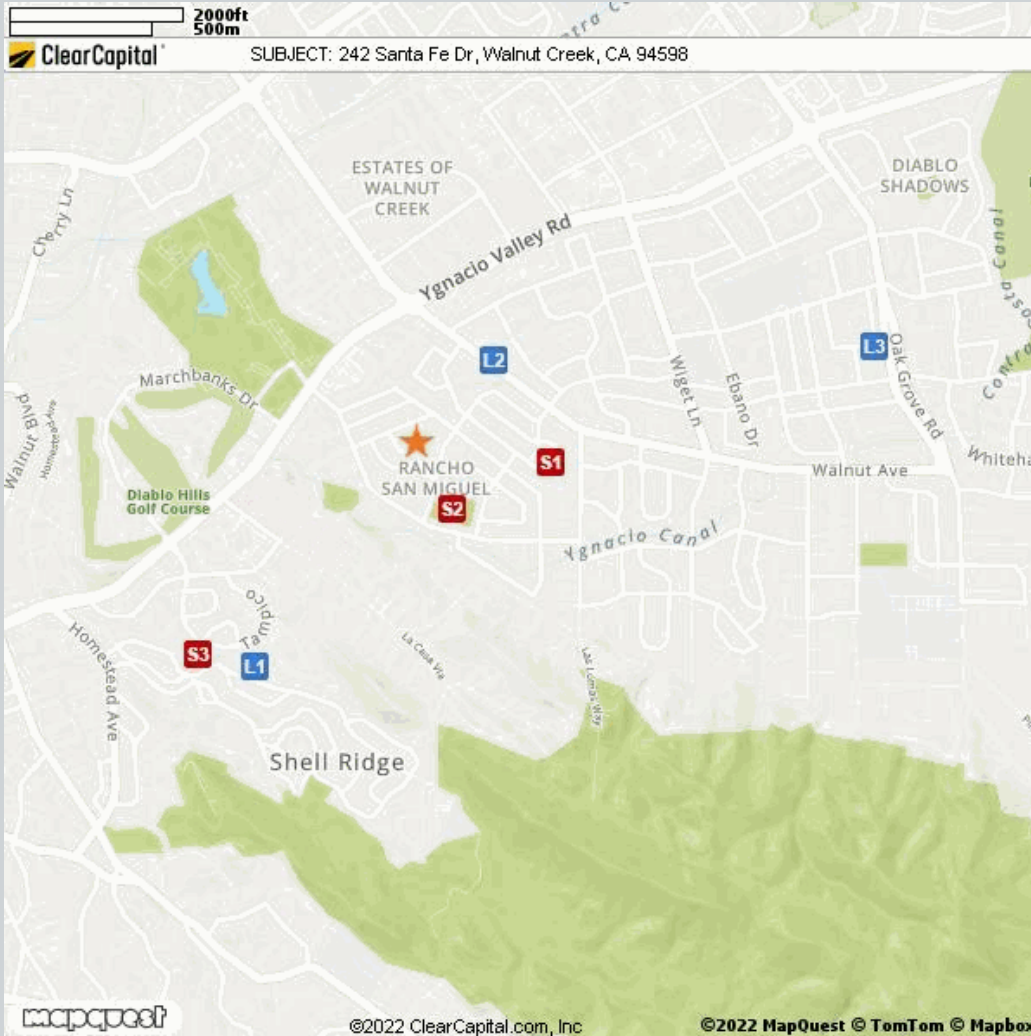 2000ft
500m
ClearCapital
SUBJECT: 242 Santa Fe Dr, Walnut Creek, CA 94598
ESTATES OF
WALNUT
CREEK
DIABLO
SHADOWS
Cherry Ln
Ygnacio Valley Rd
L2
L3
Oak Grove Rd
Marchbanks Dr
Wiget Ln
Ebano Dr
Walnut Blvd
Homestead Ave
RANCHO
SAN MIGUEL
S1
S2
Walnut Ave
Diablo Hills
Golf Course
Ygnacio Canal
Tampico
Homestead Ave
S3
L1
La Casa Via
Las Lomas Way
Shell Ridge
mapquest
©2022 ClearCapital.com, Inc
©2022 MapQuest © TomTom © Mapbox